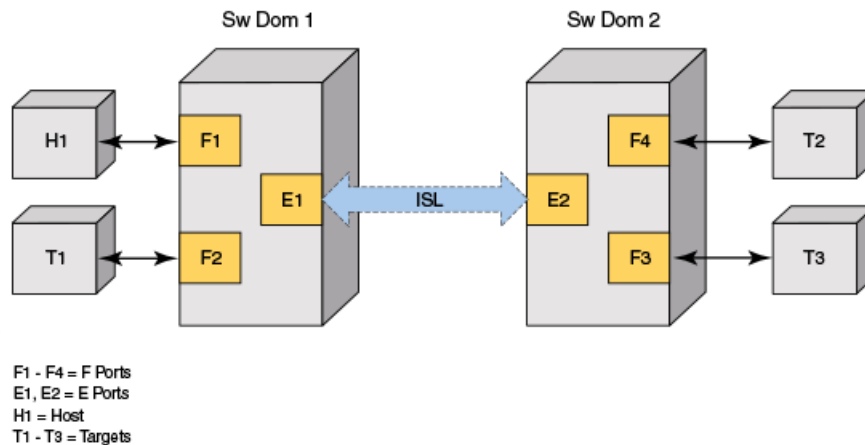 Sw Dom 1
Sw Dom 2
H1
F1
F4
T2
E1
ISL
E2
T1
F2
F3
T3
F1 - F4 = F Ports
E1, E2 = E Ports
H1 = Host
T1 - T3 = Targets